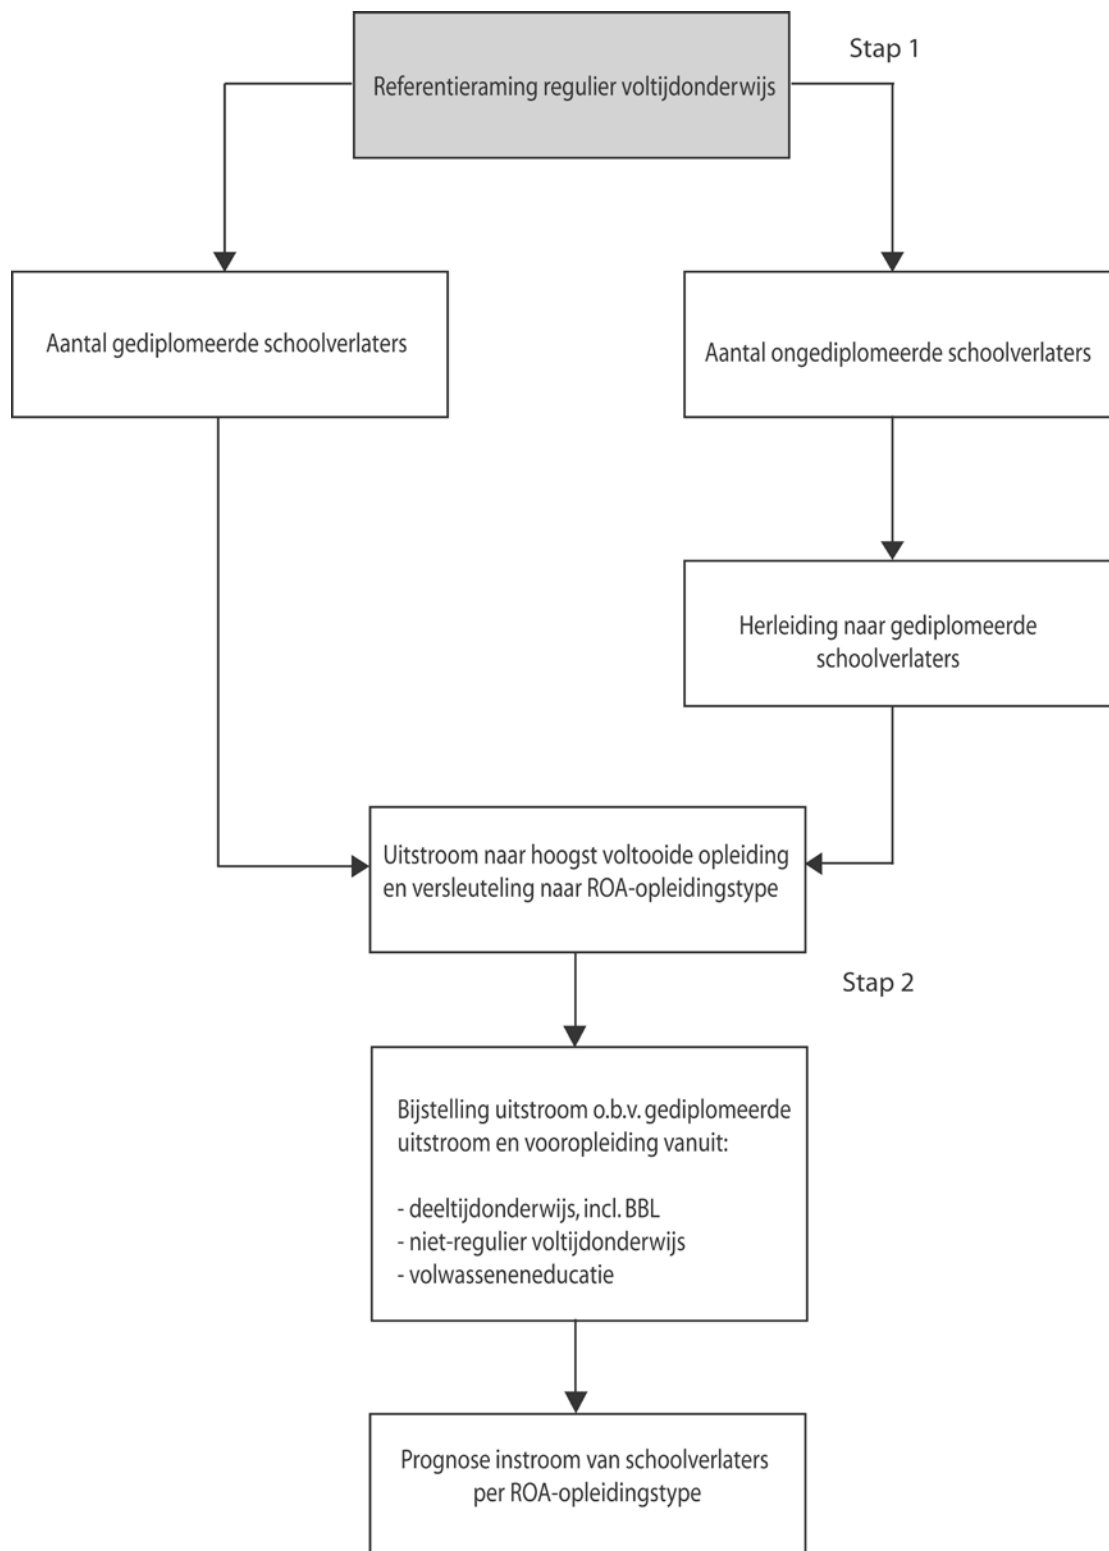 Stap 1
Referentieraming regulier voltijdonderwijs
Aantal gediplomeerde schoolverlaters
Aantal ongediplomeerde schoolverlaters
Herleiding naar gediplomeerde
schoolverlaters
Uitstroom naar hoogst voltooide opleiding
en versleuteling naar ROA-opleidingstype
Stap 2
Bijstelling uitstroom o.b.v. gediplomeerde
uitstroom en vooropleiding vanuit:
- deeltijdonderwijs, incl. BBL
- niet-regulier voltijdonderwijs
- volwasseneneducatie
Prognose instroom van schoolverlaters
per ROA-opleidingstype